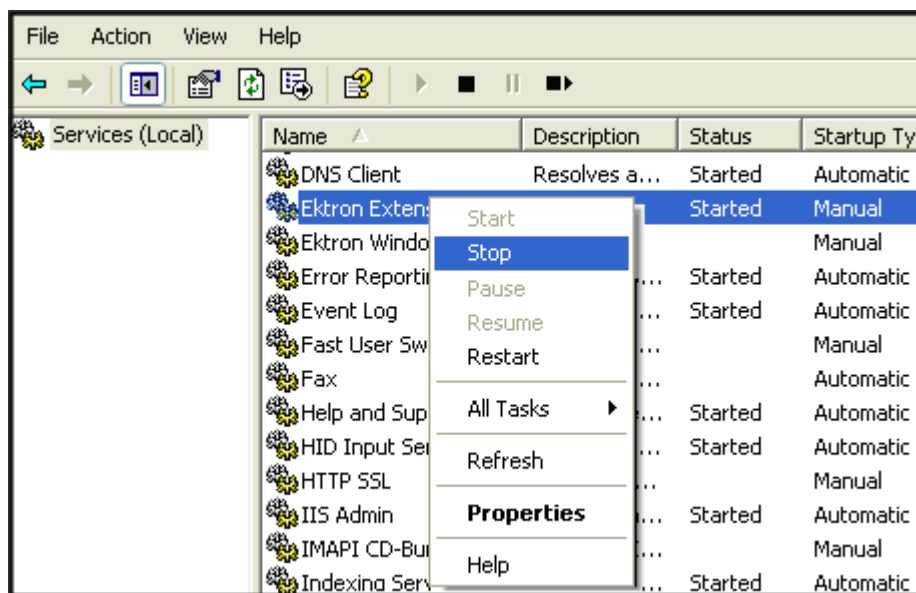 File Action View Help
Services (Local)
Name Description Status Startup Ty
DNS Client Resolves a... Started Automatic
Ektron Extens Started Manual
Ektron Windo Manual
Error Reportin ... Started Automatic
Event Log ... Started Automatic
Fast User Sw ... Manual
Fax ... Automatic
Help and Sup ... Started Automatic
HID Input Ser ... Started Automatic
HTTP SSL ... Manual
IIS Admin ... Started Automatic
IMAPI CD-Bur ... Manual
Indexing Serv ... Started Automatic
Start
Stop
Pause
Resume
Restart
All Tasks
Refresh
Properties
Help